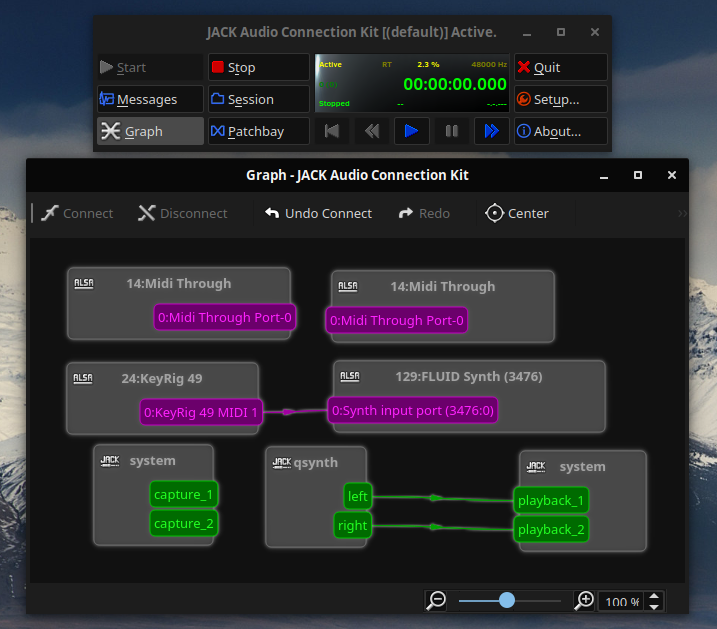 JACK Audio Connection Kit [(default)] Active.
Start
Stop
Active
RT
2.3 %
48000 Hz
00:00:00.000
Stopped
--
-.-.---
Quit
Messages
Session
Setup...
Graph
Patchbay
About...
Graph - JACK Audio Connection Kit
Connect
Disconnect
Undo Connect
Redo
Center
»
ALSA
14:Midi Through
0:Midi Through Port-0
ALSA
14:Midi Through
0:Midi Through Port-0
ALSA
24:KeyRig 49
0:KeyRig 49 MIDI 1
ALSA
129:FLUID Synth (3476)
0:Synth input port (3476:0)
JACK
system
capture_1
capture_2
JACK
qsynth
left
right
JACK
system
playback_1
playback_2
100 %